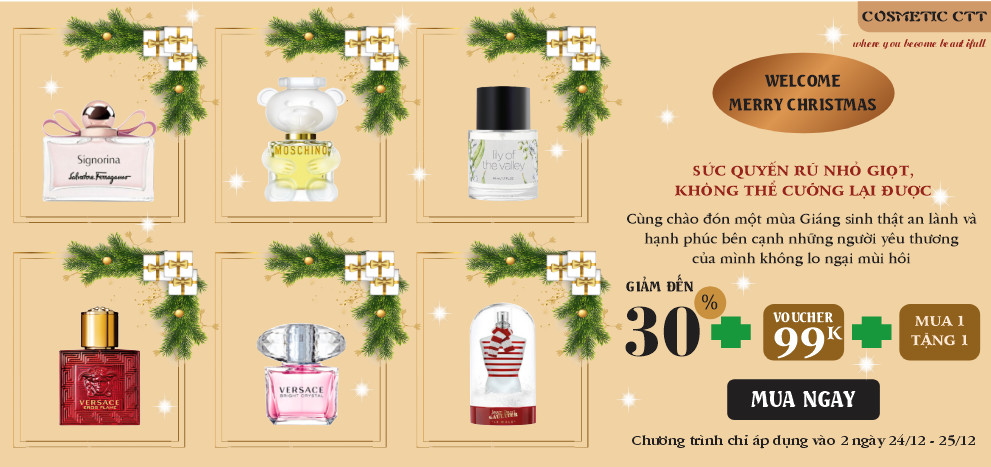 COSMETIC CTT
where you become beautifull
WELCOME
MERRY CHRISTMAS
SỨC QUYẾN RŨ NHỎ GIỌT,
KHÔNG THỂ CƯỠNG LẠI ĐƯỢC
Cùng chào đón một mùa Giáng sinh thật an lành và
hạnh phúc bên cạnh những người yêu thương
của mình không lo ngại mùi hôi
GIẢM ĐẾN
30%
VOUCHER
99K
MUA 1
TẶNG 1
MUA NGAY
Chương trình chỉ áp dụng vào 2 ngày 24/12 - 25/12
Signorina
Salvatore Ferragamo
MOSCHINO
lily of
the valley
VERSACE
EROS FLAME
VERSACE
BRIGHT CRYSTAL
Jean Paul
GAULTIER